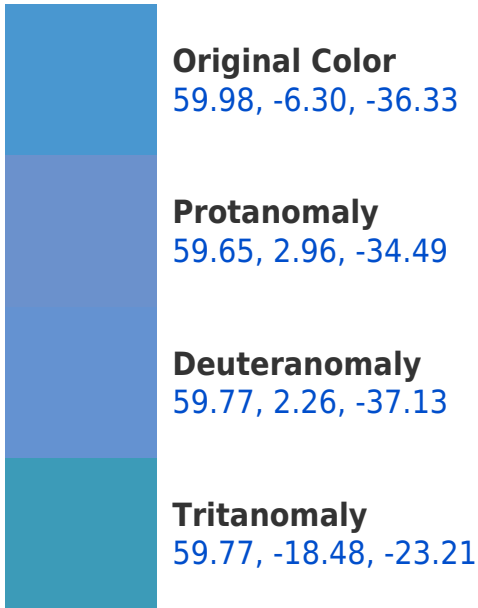 Original Color
59.98, -6.30, -36.33
Protanomaly
59.65, 2.96, -34.49
Deuteranomaly
59.77, 2.26, -37.13
Tritanomaly
59.77, -18.48, -23.21